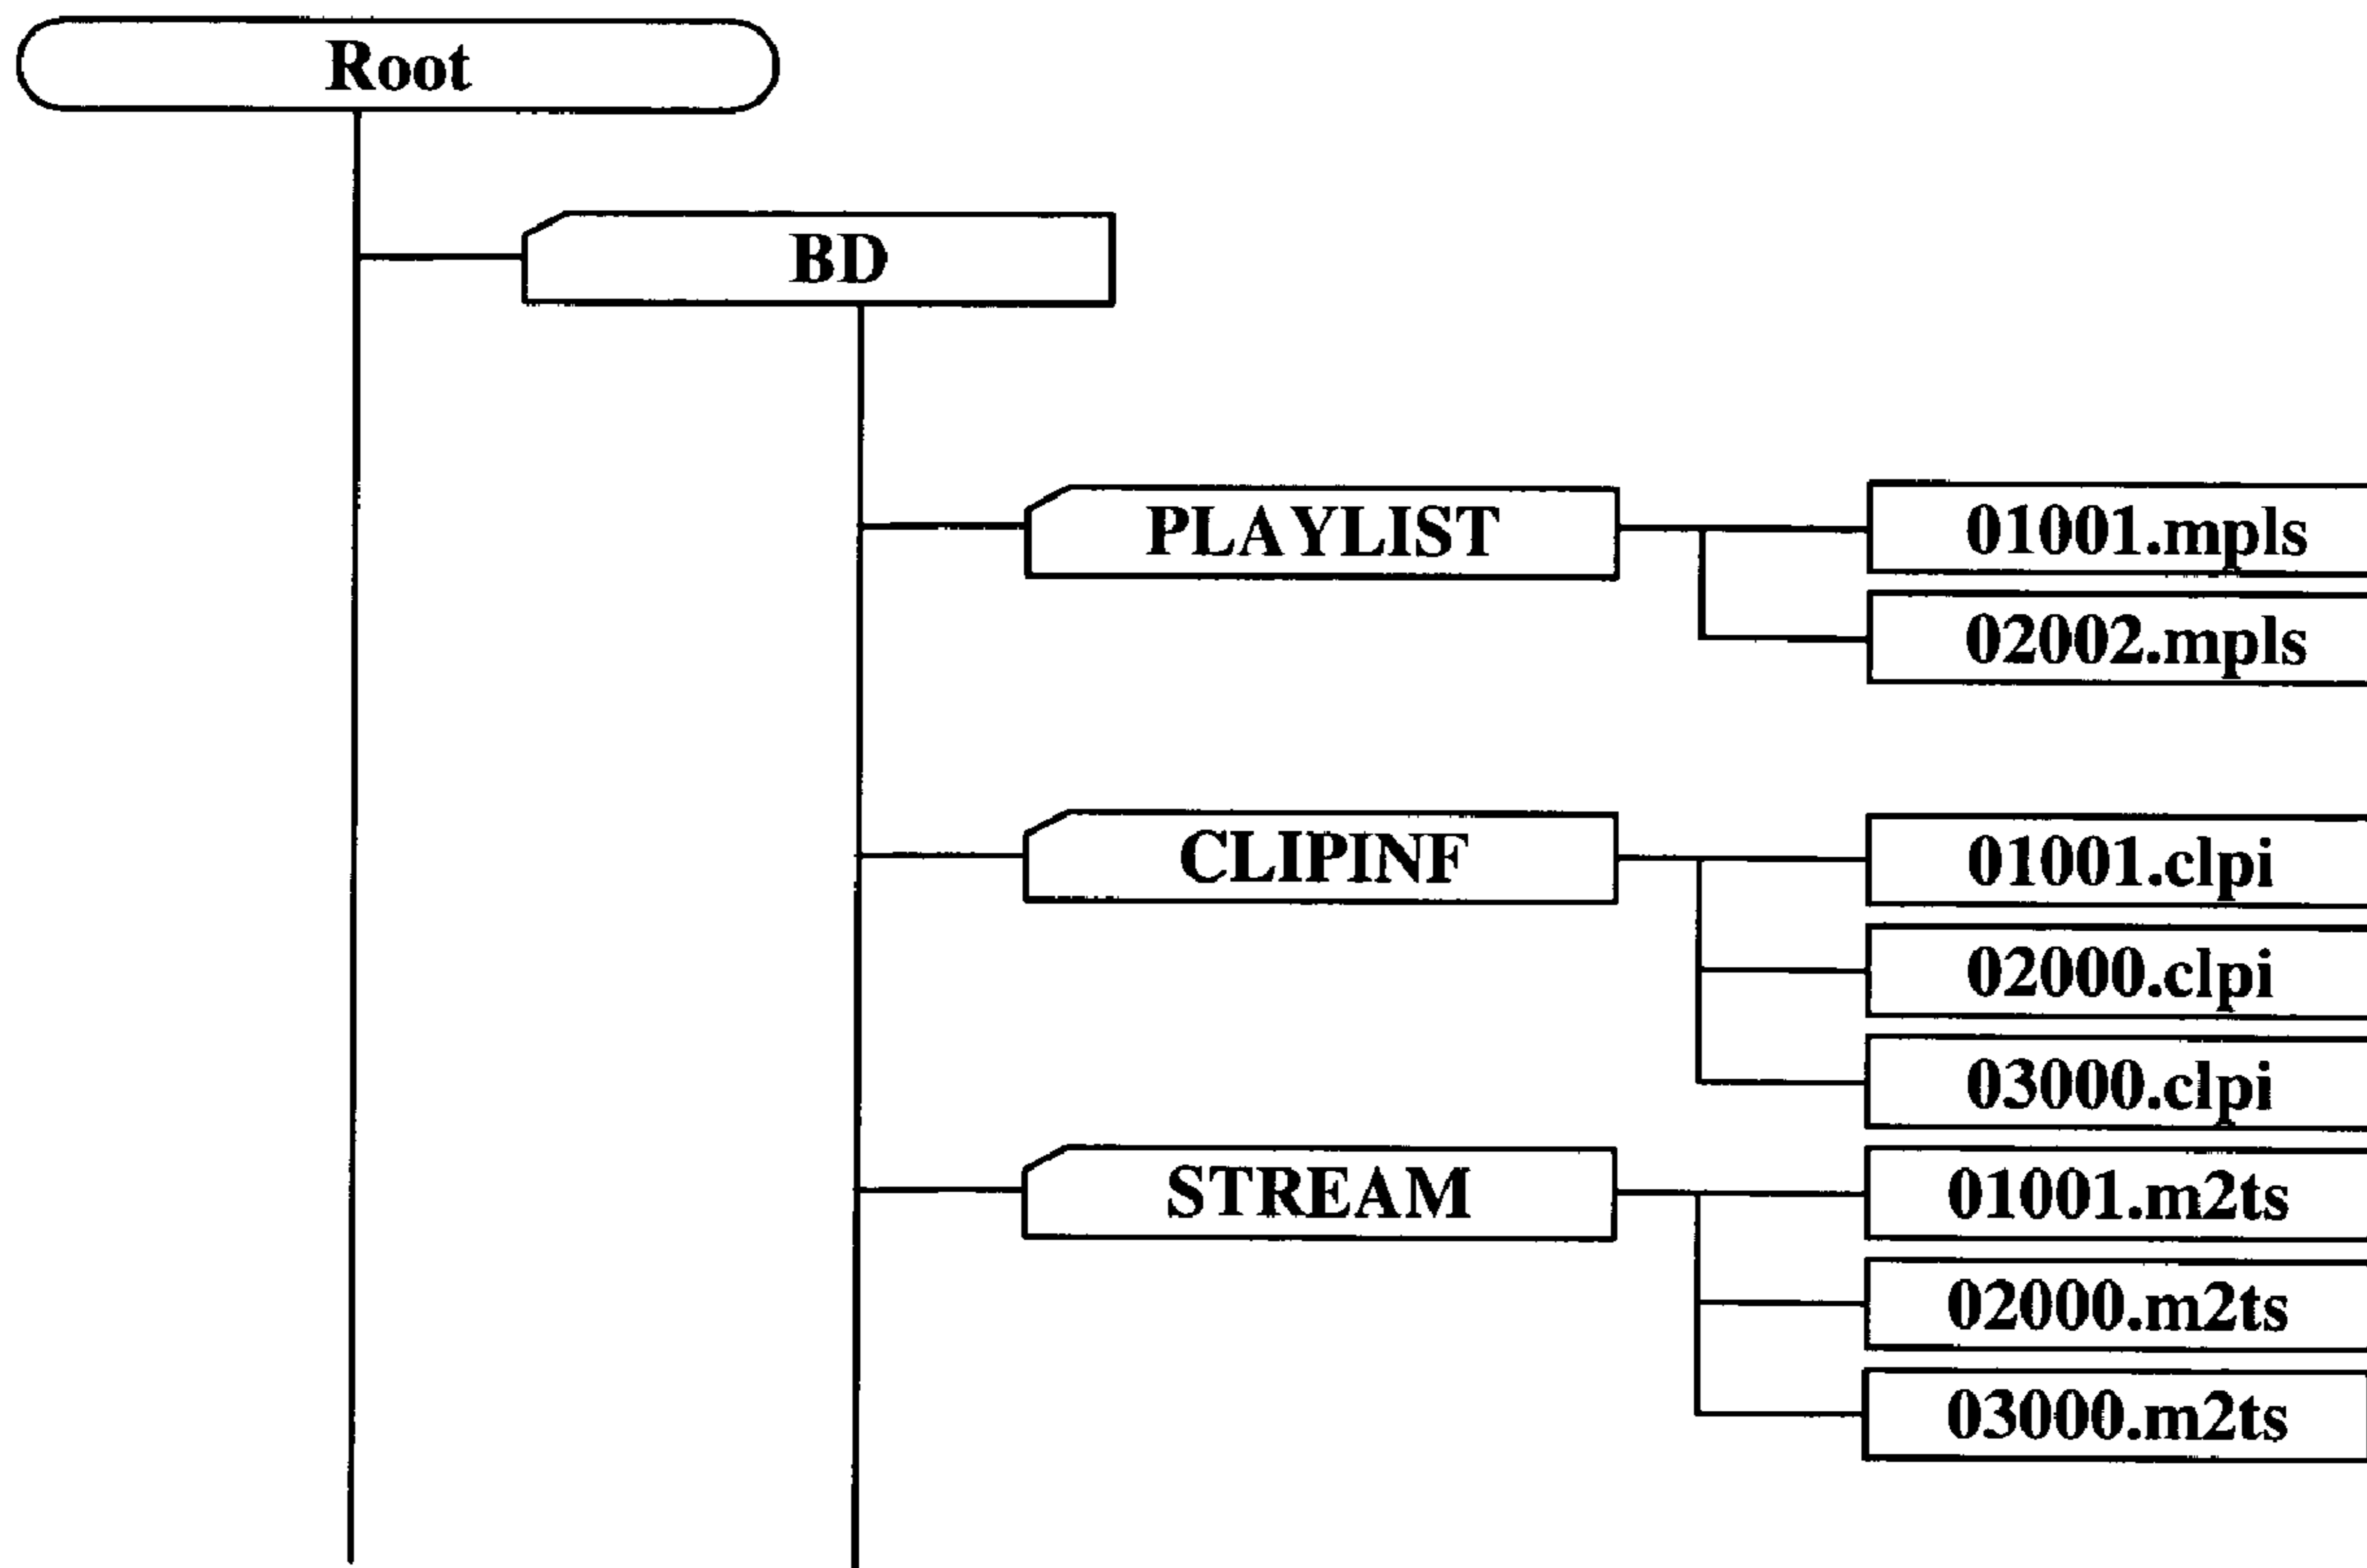 Root
BD
PLAYLIST
01001.mpls
02002.mpls
CLIPINF
01001.clpi
02000.clpi
03000.clpi
STREAM
01001.m2ts
02000.m2ts
03000.m2ts